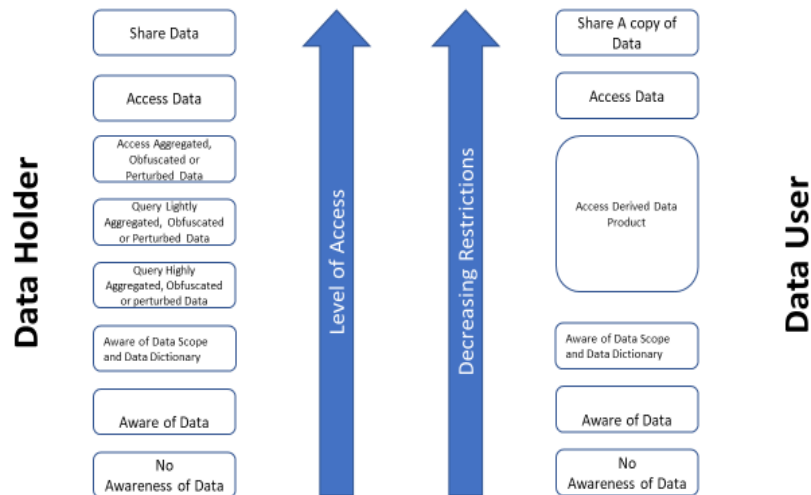 Data Holder
Share Data
Access Data
Access Aggregated,
Obfuscated or
Perturbed Data
Query Lightly
Aggregated, Obfuscated
or Perturbed Data
Query Highly
Aggregated, Obfuscated
or perturbed Data
Aware of Data Scope
and Data Dictionary
Aware of Data
No
Awareness of Data
Level of Access
Decreasing Restrictions
Share A copy of
Data
Access Data
Access Derived Data
Product
Aware of Data Scope
and Data Dictionary
Aware of Data
No
Awareness of Data
Data User